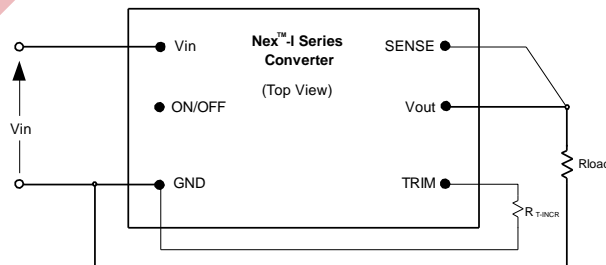 Nex™-I Series
Converter
(Top View)
Vin
SENSE
ON/OFF
Vout
Vin
GND
TRIM
Rload
R T-INCR